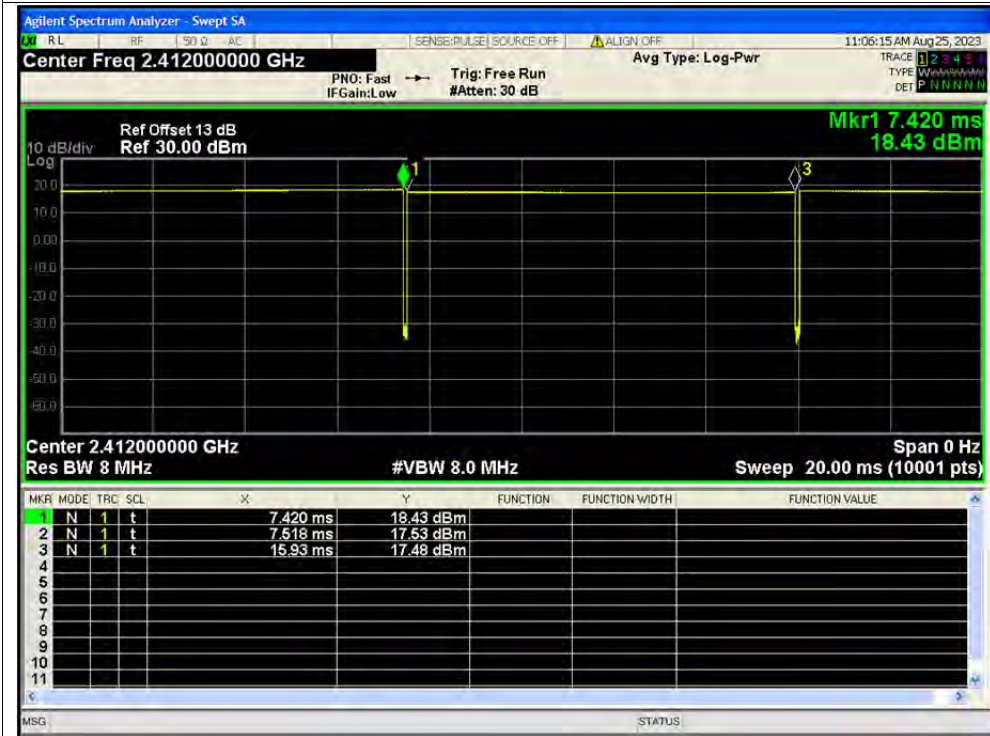 Agilent Spectrum Analyzer - Swept SA
LXI RL RF 50 Ω AC SENSE:PULSE SOURCE OFF ALIGN OFF 11:06:15 AM Aug 25, 2023
Center Freq 2.412000000 GHz Avg Type: Log-Pwr TRACE 1 2 3 4 5 6
PNO: Fast Trig: Free Run TYPE
IFGain:Low #Atten: 30 dB DET P N N N N N
Mkr1 7.420 ms
Ref Offset 13 dB
10 dB/div Ref 30.00 dBm 18.43 dBm
Log
1 3
20.0
10.0
0.00
-10.0
-20.0
-30.0
-40.0
-50.0
-60.0
Center 2.412000000 GHz Span 0 Hz
Res BW 8 MHz #VBW 8.0 MHz Sweep 20.00 ms (10001 pts)
MKR MODE TRC SCL X Y FUNCTION FUNCTION WIDTH FUNCTION VALUE
1 N 1 t 7.420 ms 18.43 dBm
2 N 1 t 7.518 ms 17.53 dBm
3 N 1 t 15.93 ms 17.48 dBm
4
5
6
7
8
9
10
11
MSG STATUS